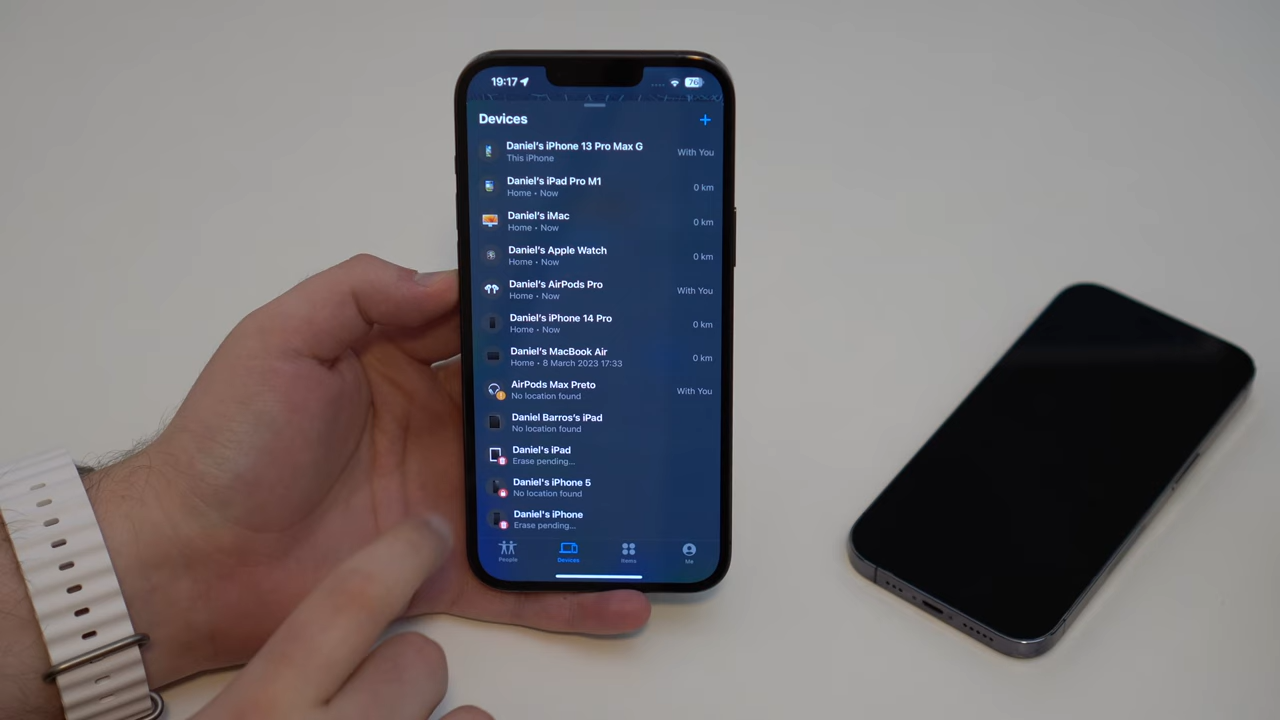 19:17
76
Devices
+
Daniel's iPhone 13 Pro Max G
This iPhone
With You
Daniel's iPad Pro M1
Home • Now
0 km
Daniel's iMac
Home • Now
0 km
Daniel's Apple Watch
Home • Now
0 km
Daniel's AirPods Pro
Home • Now
With You
Daniel's iPhone 14 Pro
Home • Now
0 km
Daniel's MacBook Air
Home • 8 March 2023 17:33
0 km
AirPods Max Preto
No location found
With You
Daniel Barros's iPad
No location found
Daniel's iPad
Erase pending...
Daniel's iPhone 5
No location found
Daniel's iPhone
Erase pending...
People
Devices
Items
Me